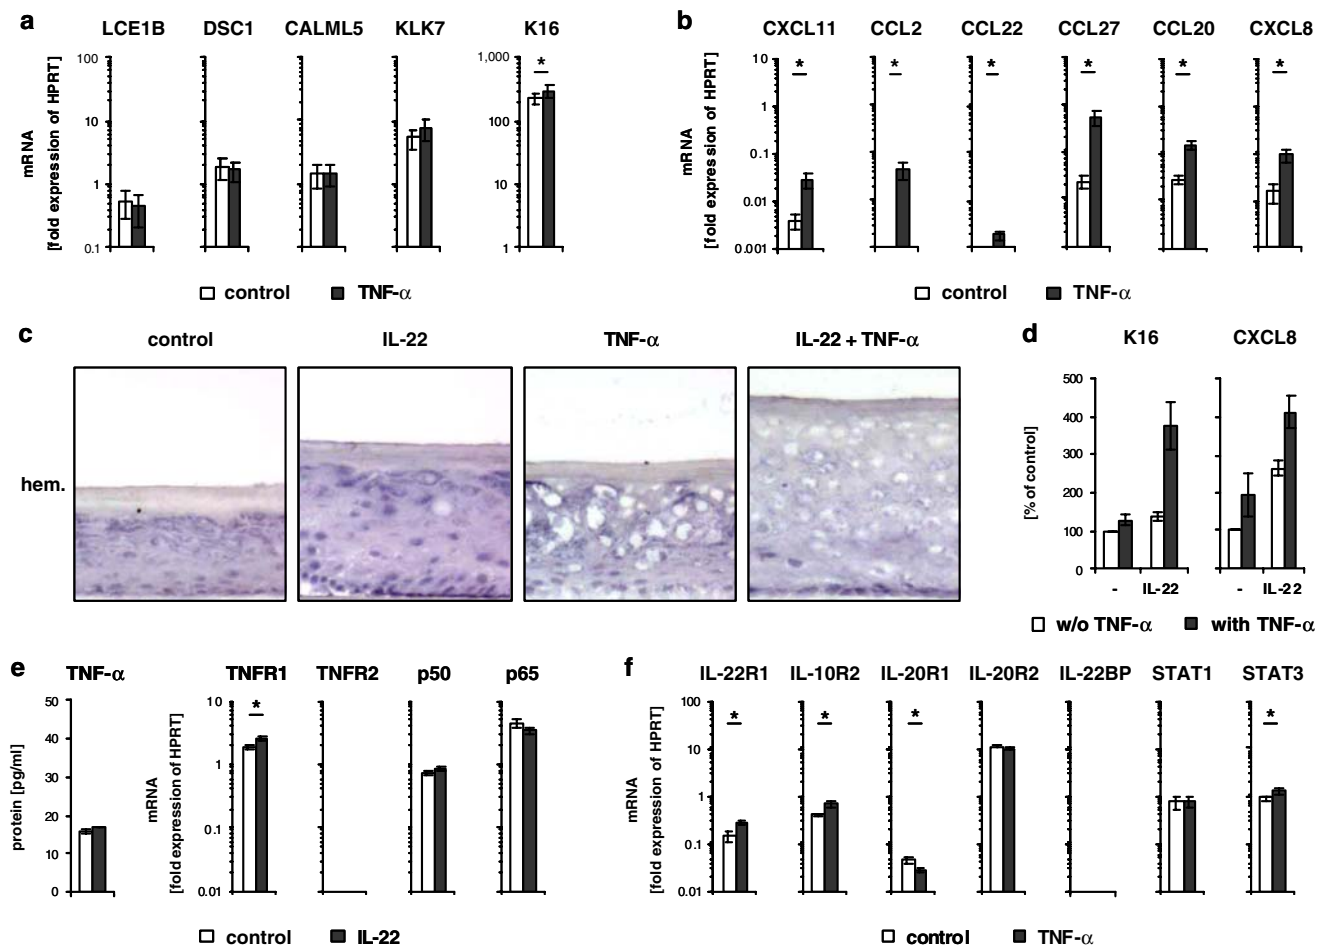 a
LCE1B DSC1 CALML5 KLK7 K16
mRNA
[fold expression of HPRT]
100
10
1
0.1
1,000
100
10
1
control TNF-α
b
CXCL11 CCL2 CCL22 CCL27 CCL20 CXCL8
mRNA
[fold expression of HPRT]
10
1
0.1
0.01
0.001
* * * * * *
*
control TNF-α
c
control IL-22 TNF-α IL-22 + TNF-α
hem.
d
K16 CXCL8
[% of control]
500
400
300
200
100
0
- IL-22 - IL-22
w/o TNF-α with TNF-α
e
TNF-α TNFR1 TNFR2 p50 p65
protein [pg/ml]
50
40
30
20
10
0
mRNA
[fold expression of HPRT]
10
1
0.1
0.01
*
control IL-22
f
IL-22R1 IL-10R2 IL-20R1 IL-20R2 IL-22BP STAT1 STAT3
mRNA
[fold expression of HPRT]
100
10
1
0.1
0.01
* * * *
control TNF-α